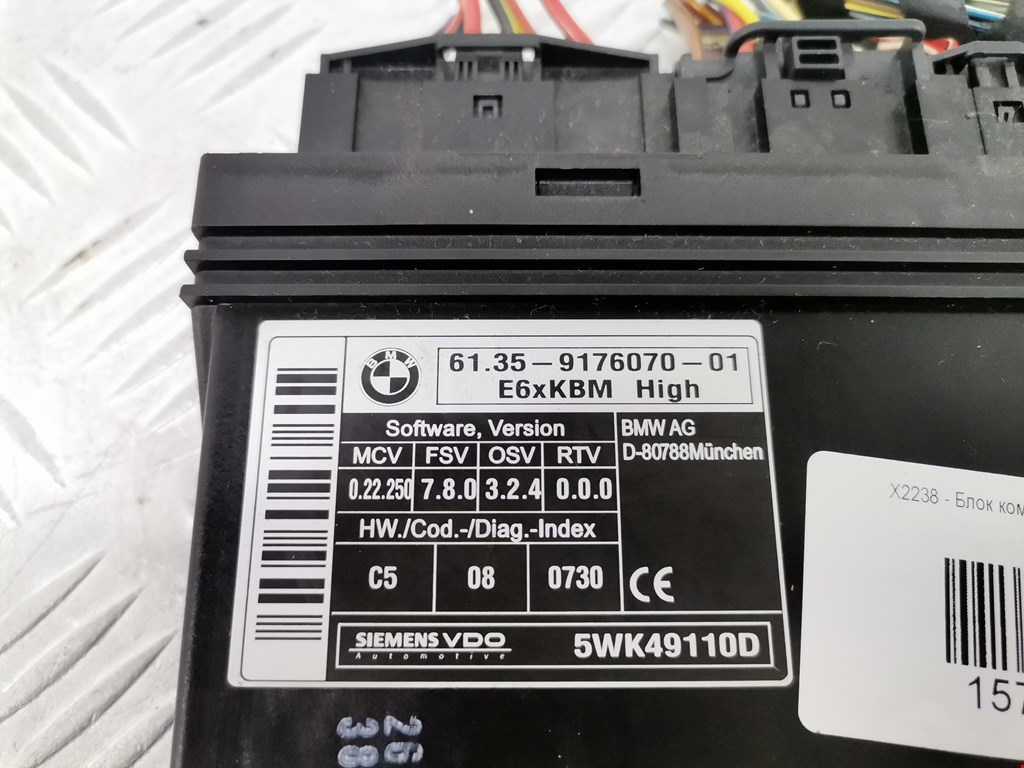 BMW
61.35-9176070-01
E6xKBM High
Software, Version
MCV FSV OSV RTV
0.22.250 7.8.0 3.2.4 0.0.0
HW./Cod.-/Diag.-Index
C5 08 0730
BMW AG
D-80788München
CE
SIEMENS VDO
Automotive
5WK49110D
X2238 - Блок ком
157